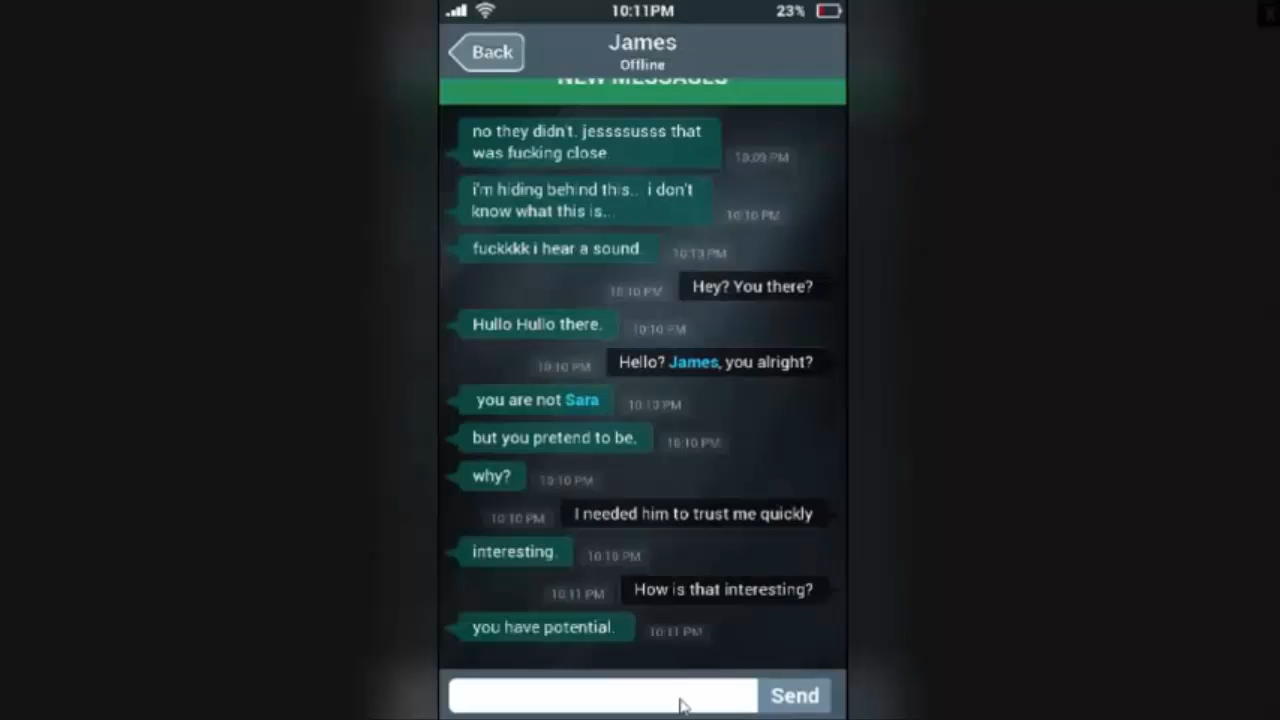 10:11PM
23%
Back
James
Offline
NEW MESSAGES
no they didn't. jesssusss that
was fucking close.
10:09 PM
i'm hiding behind this... i don't
know what this is...
10:10 PM
fuckkkk i hear a sound.
10:10 PM
Hey? You there?
10:10 PM
Hullo Hullo there.
10:10 PM
Hello? James, you alright?
10:10 PM
you are not Sara
10:10 PM
but you pretend to be.
10:10 PM
why?
10:10 PM
I needed him to trust me quickly
10:10 PM
interesting.
10:10 PM
How is that interesting?
10:11 PM
you have potential.
10:11 PM
Send